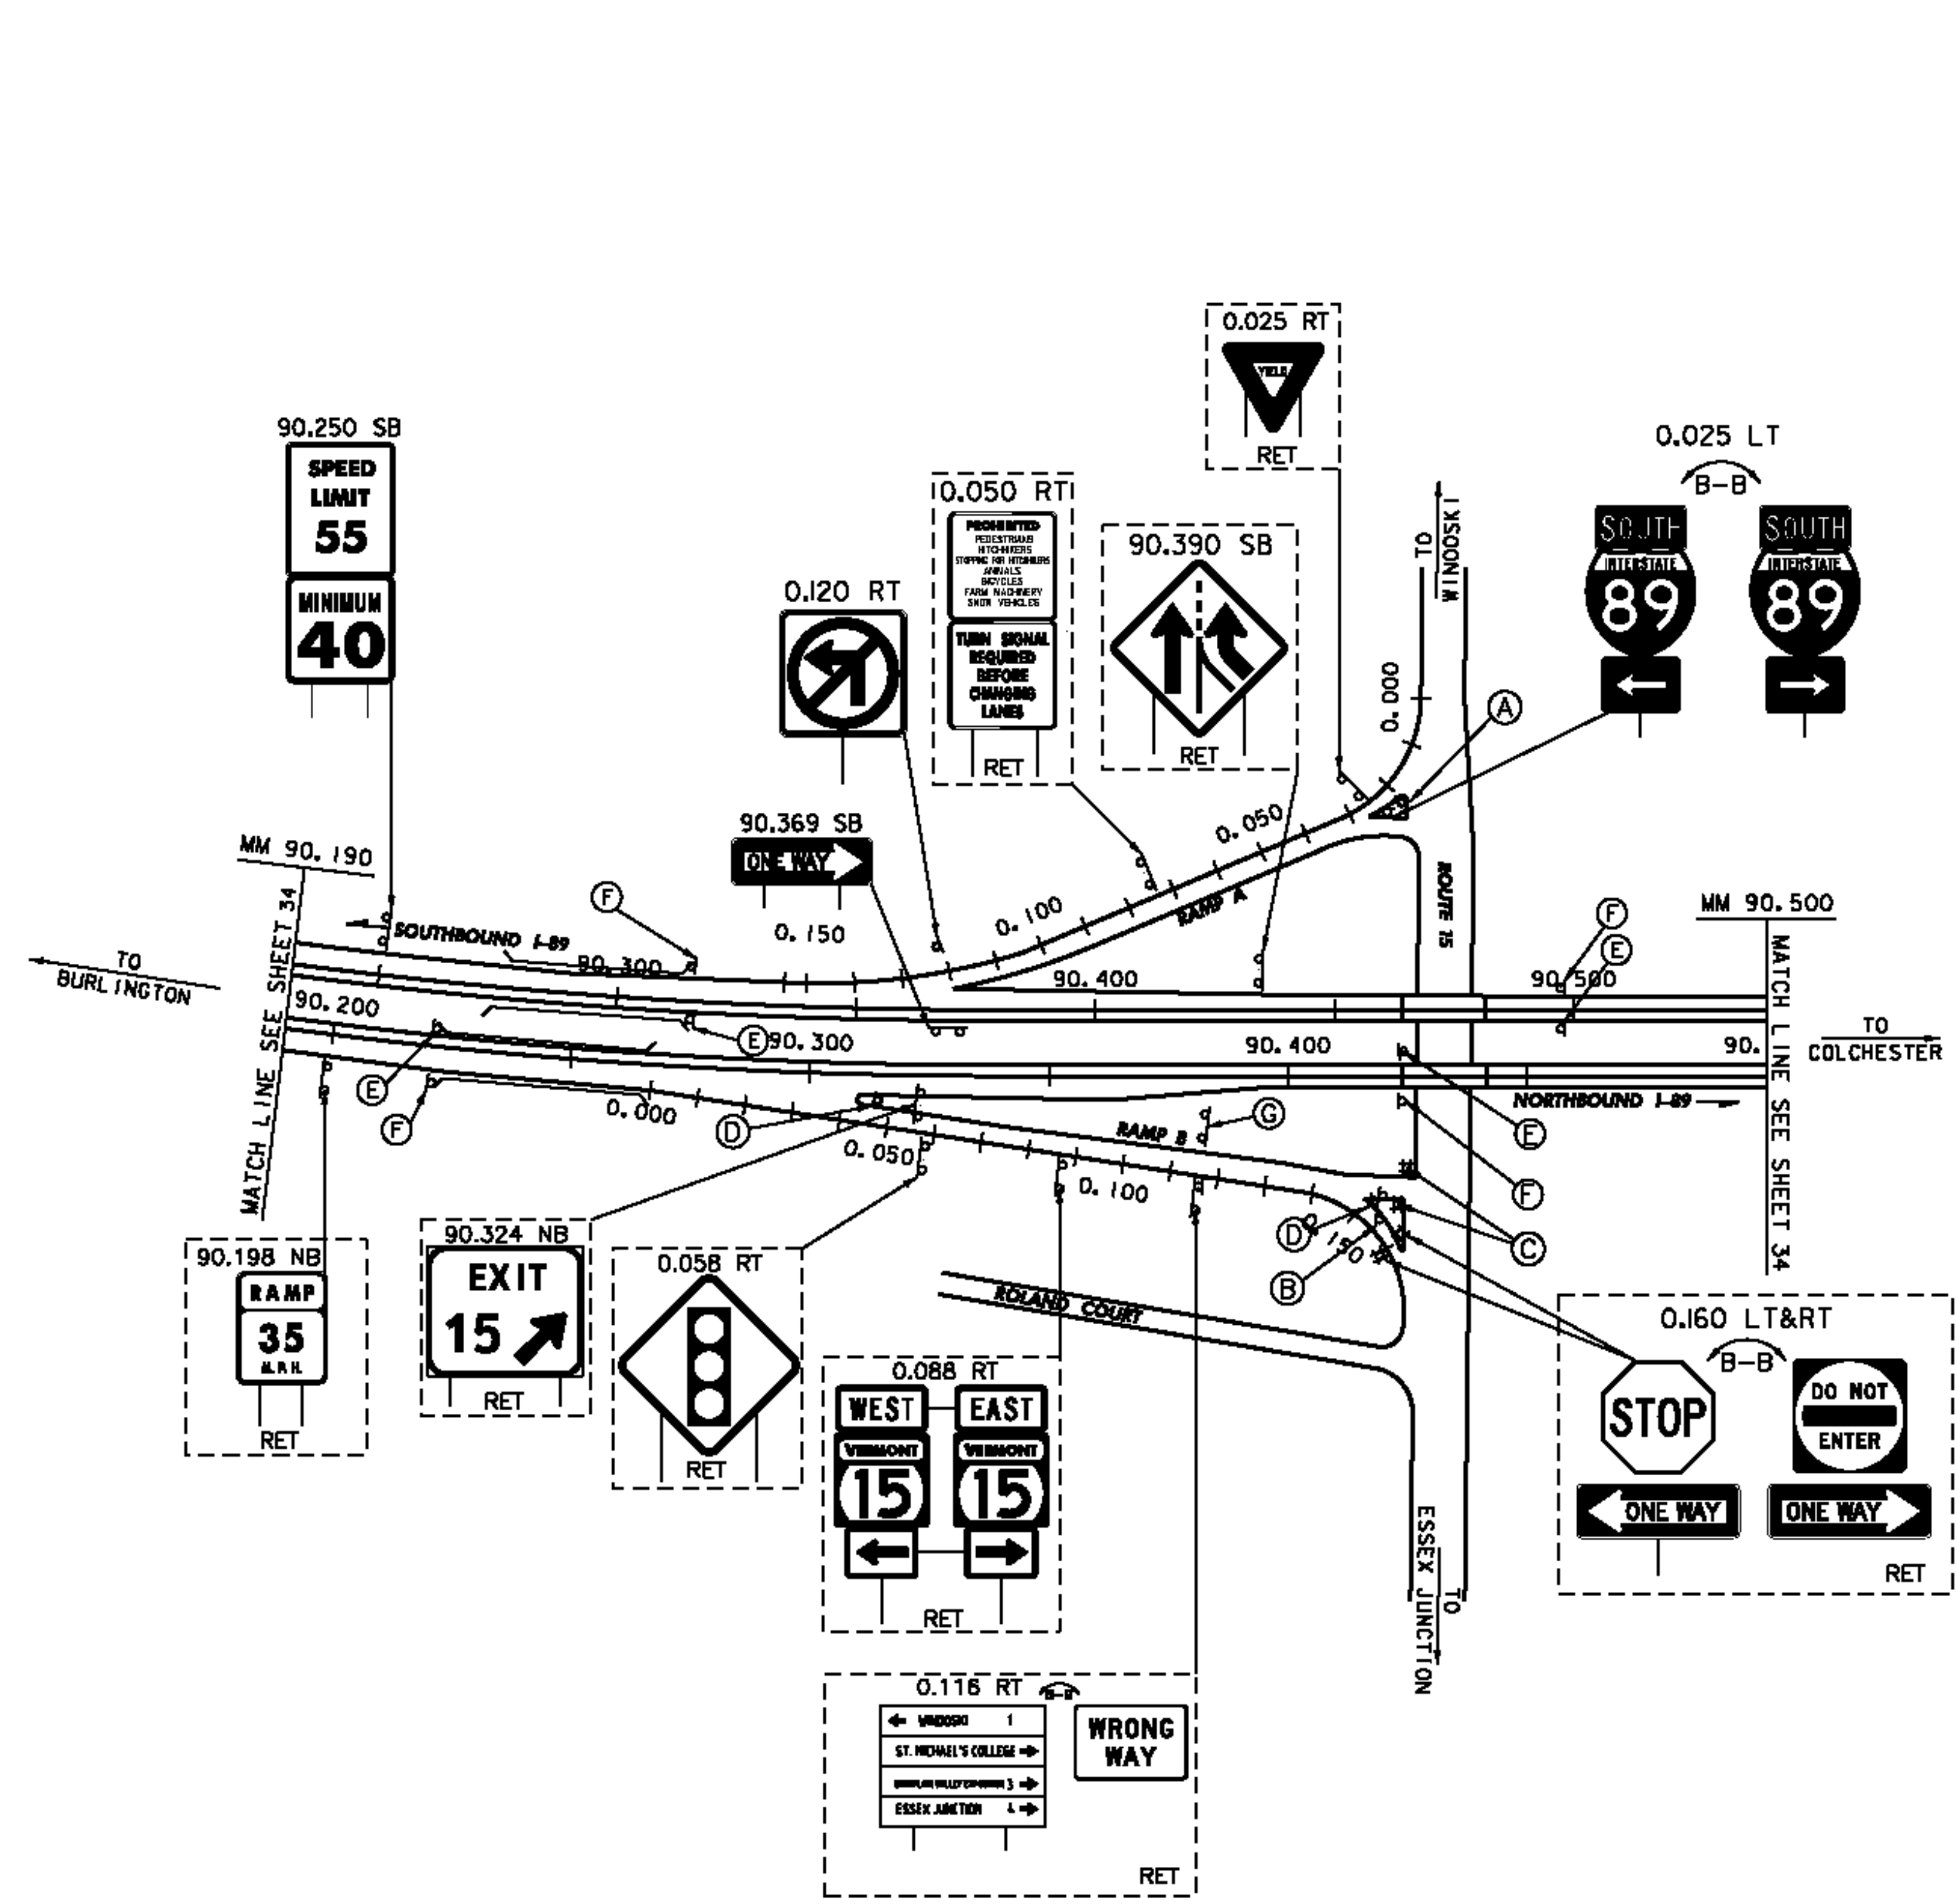 0.025 RT
YIELD
RET
90.250 SB
SPEED
LIMIT
55
MINIMUM
40
0.025 LT
B-B
SOUTH
INTERSTATE
89
SOUTH
INTERSTATE
89
0.050 RT
PROHIBITED
PEDESTRIANS
HITCHHIKERS
STOPPING FOR HITCHHIKERS
ANIMALS
BICYCLES
FARM MACHINERY
SNOW VEHICLES
TURN SIGNAL
REQUIRED
BEFORE
CHANGING
LANES
RET
90.390 SB
RET
0.120 RT
TO
WINOOSKI
0.000
A
90.369 SB
ONE WAY
0.150
0.050
0.100
RAMP A
ROUTE 15
MM 90.190
MATCH LINE SEE SHEET 34
TO
BURLINGTON
SOUTHBOUND I-89
F
90.300
90.400
90.500
F
E
MM 90.500
MATCH LINE SEE SHEET 34
TO
COLCHESTER
90.200
E
90.300
90.400
90.
E
F
0.000
D
0.050
RAMP B
G
0.100
NORTHBOUND I-89
E
F
D
C
B
0.150
ROLAND COURT
90.198 NB
RAMP
35
M.P.H.
RET
90.324 NB
EXIT
15
RET
0.058 RT
RET
0.088 RT
WEST
EAST
VERMONT
15
VERMONT
15
RET
0.160 LT&RT
B-B
STOP
DO NOT
ENTER
ONE WAY
ONE WAY
RET
TO
ESSEX JUNCTION
0.116 RT
B-B
WINOOSKI 1
ST. MICHAEL'S COLLEGE
3
ESSEX JUNCTION 4
WRONG
WAY
RET